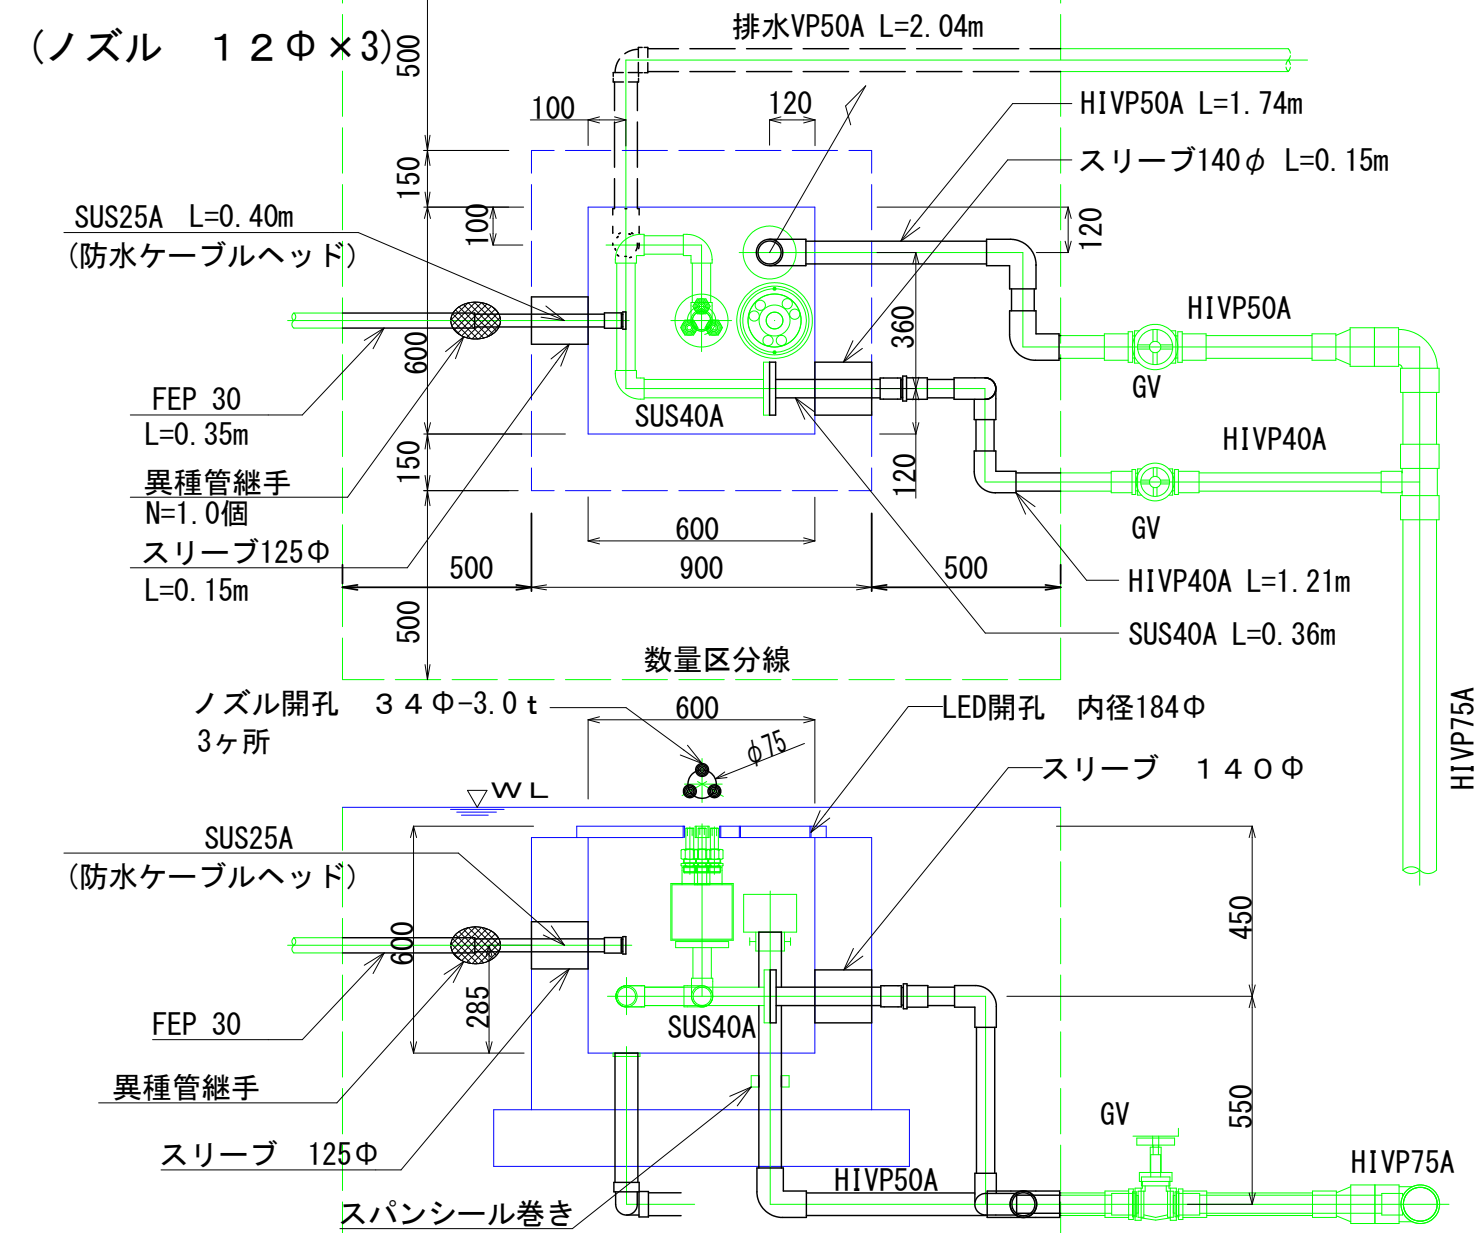 (ノズル　１２Φ×3)
排水VP50A L=2.04m
500
100
120
HIVP50A L=1.74m
スリーブ140φ L=0.15m
150
SUS25A L=0.40m
(防水ケーブルヘッド)
100
120
600
360
HIVP50A
GV
FEP 30
L=0.35m
SUS40A
HIVP40A
異種管継手
N=1.0個
150
120
GV
スリーブ125Φ
L=0.15m
600
500
900
500
HIVP40A L=1.21m
500
SUS40A L=0.36m
数量区分線
HIVP75A
ノズル開孔　３４Φ-3.0ｔ
3ヶ所
600
LED開孔　内径184Φ
φ75
スリーブ　１４０Φ
ＷＬ
SUS25A
(防水ケーブルヘッド)
600
450
285
FEP 30
SUS40A
異種管継手
GV
550
スリーブ　125Φ
HIVP50A
HIVP75A
スパンシール巻き